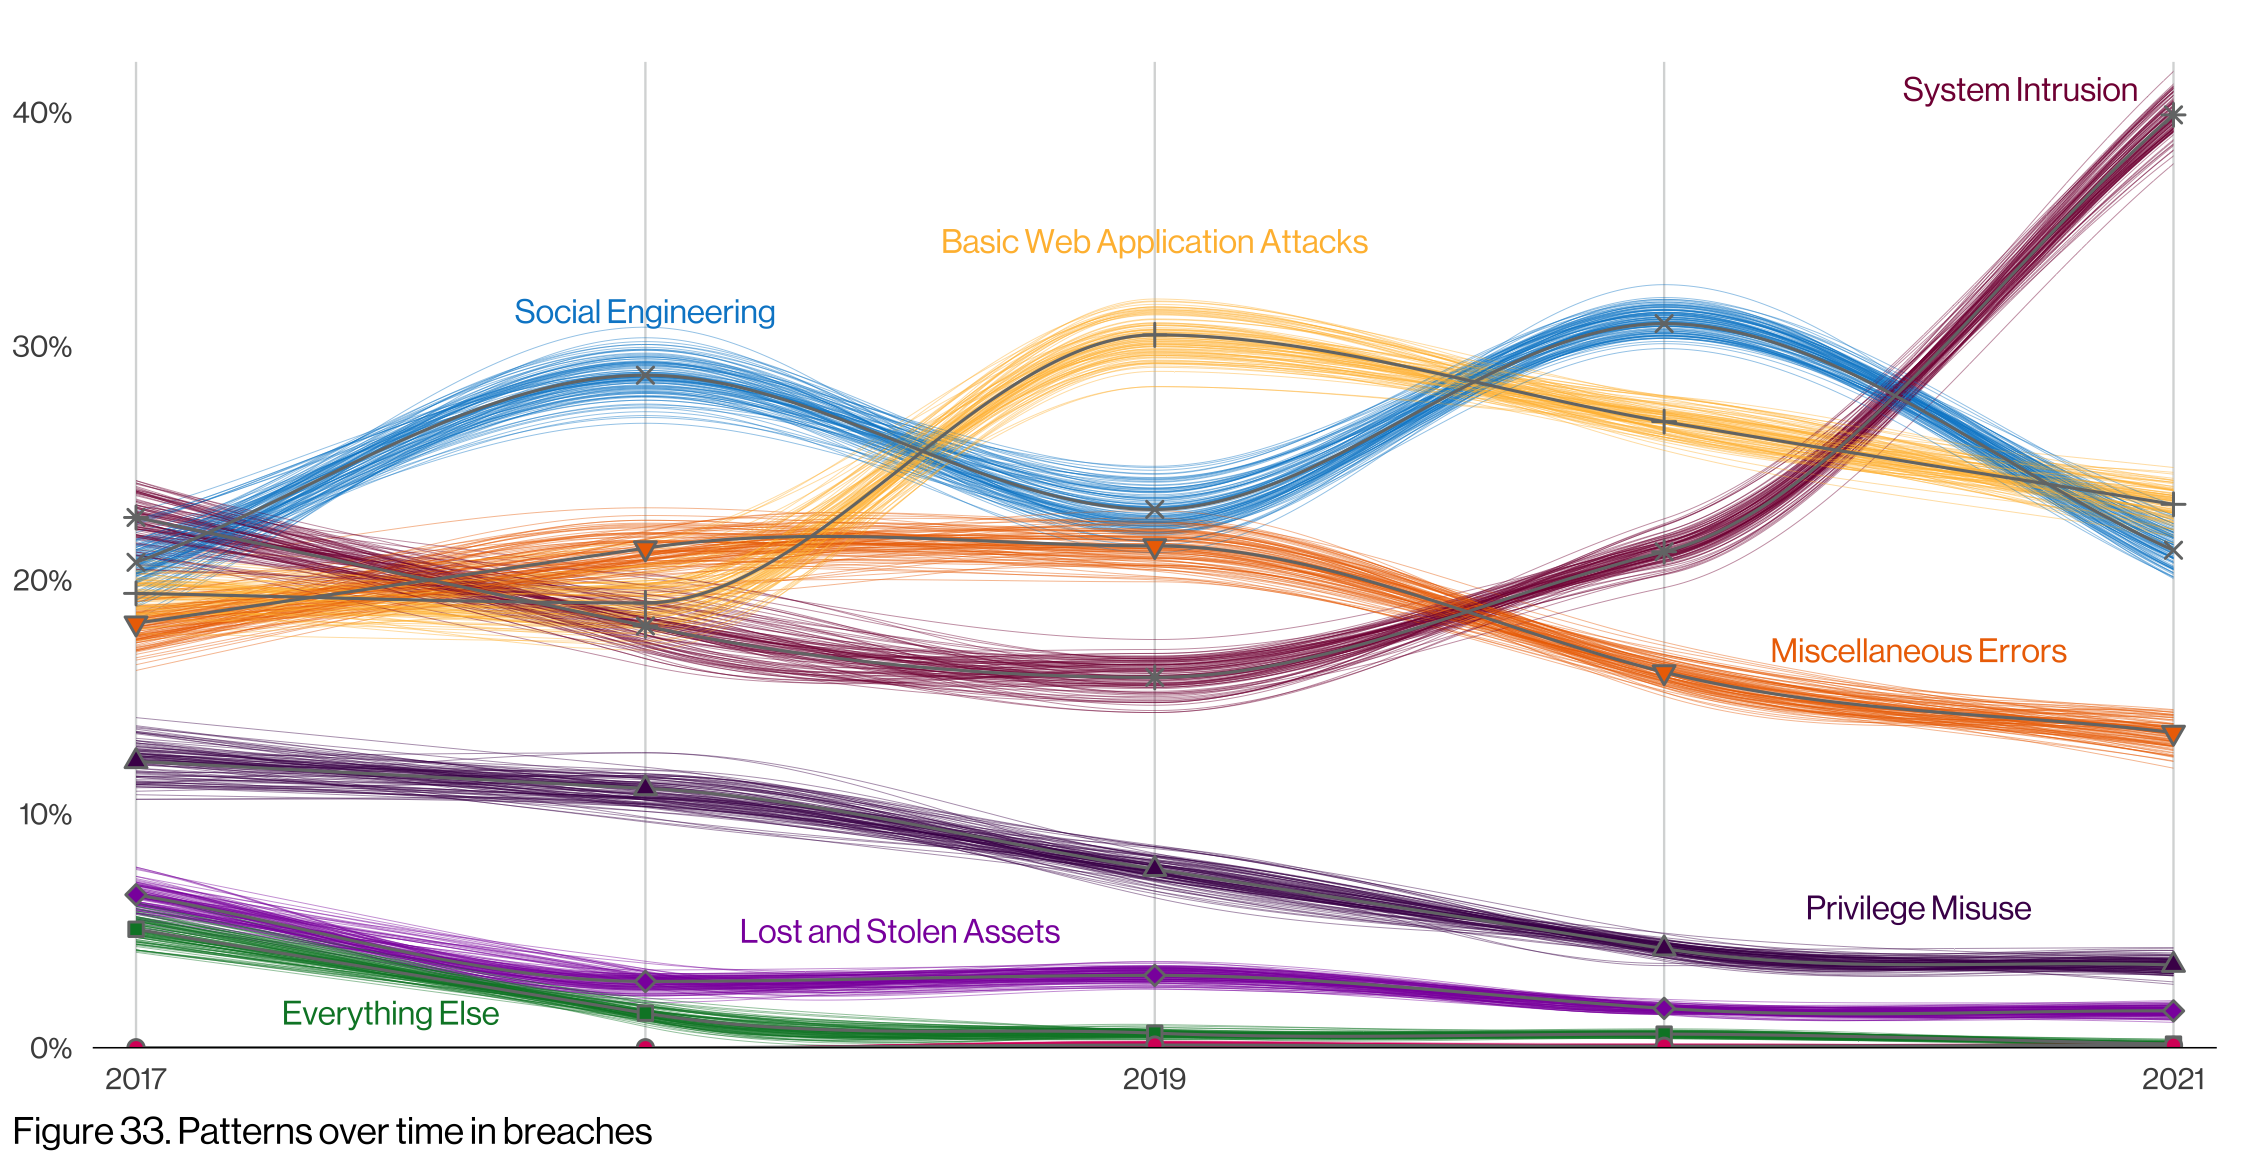 40%
System Intrusion
Basic Web Application Attacks
Social Engineering
30%
20%
Miscellaneous Errors
10%
Privilege Misuse
Lost and Stolen Assets
Everything Else
0%
2017 2019 2021
Figure 33. Patterns over time in breaches